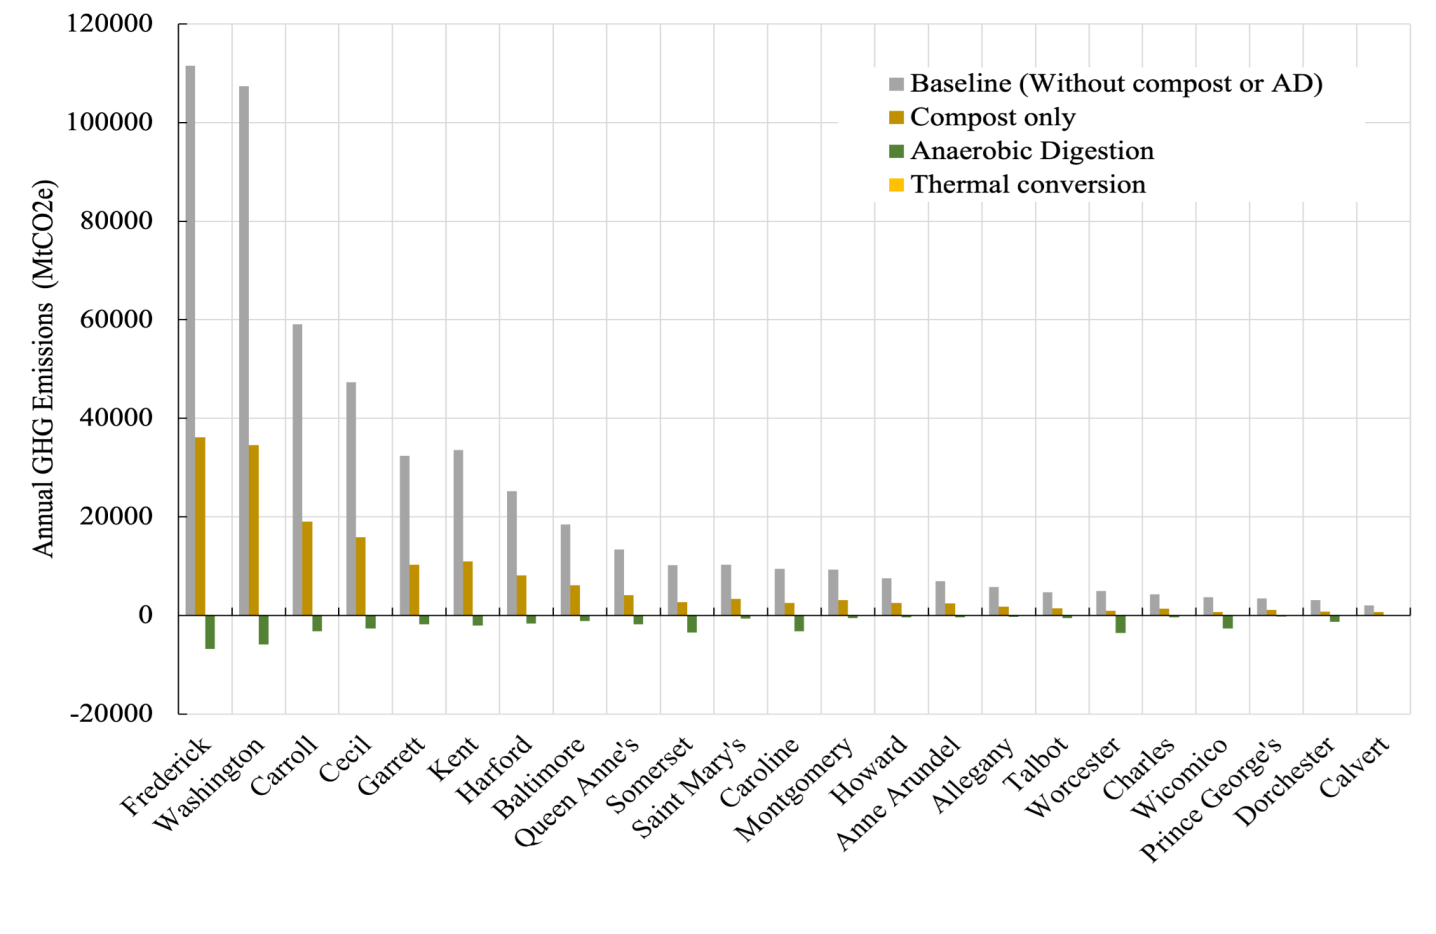 120000
100000
80000
60000
40000
20000
0
-20000
Annual GHG Emissions (MtCO2e)
Baseline (Without compost or AD)
Compost only
Anaerobic Digestion
Thermal conversion
Frederick
Washington
Carroll
Cecil
Garrett
Kent
Harford
Baltimore
Queen Anne's
Somerset
Saint Mary's
Caroline
Montgomery
Howard
Anne Arundel
Allegany
Talbot
Worcester
Charles
Wicomico
Prince George's
Dorchester
Calvert